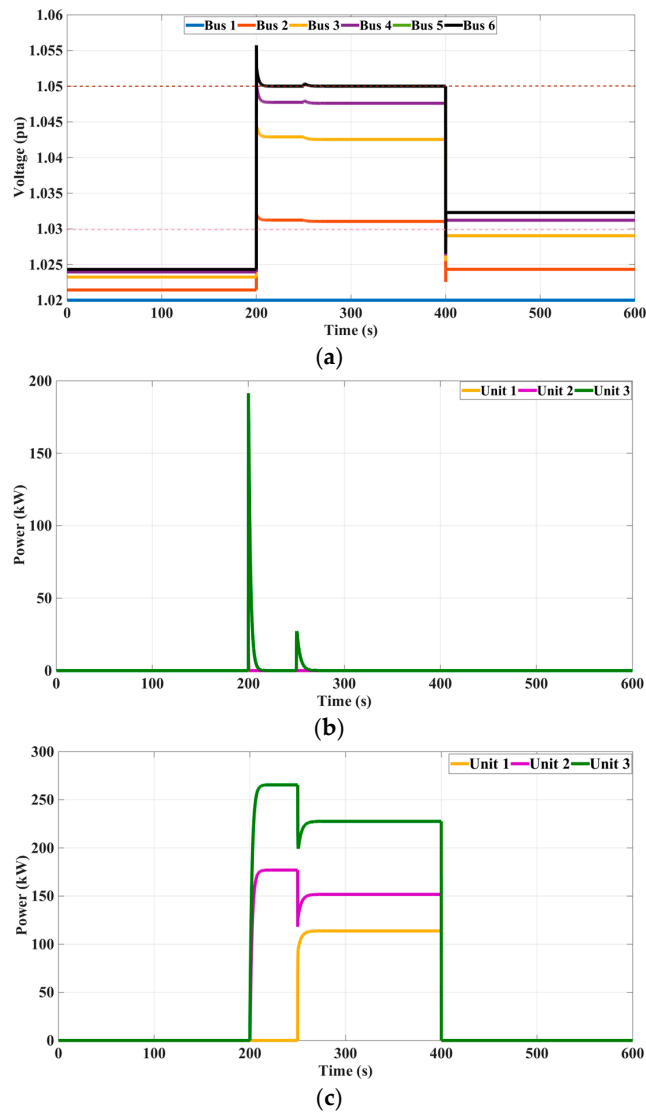 Bus 1 Bus 2 Bus 3 Bus 4 Bus 5 Bus 6
1.06
1.055
1.05
1.045
1.04
1.035
1.03
1.025
1.02
Voltage (pu)
0 100 200 300 400 500 600
Time (s)
(a)
Unit 1 Unit 2 Unit 3
200
150
100
50
0
Power (kW)
0 100 200 300 400 500 600
Time (s)
(b)
Unit 1 Unit 2 Unit 3
300
250
200
150
100
50
0
Power (kW)
0 100 200 300 400 500 600
Time (s)
(c)